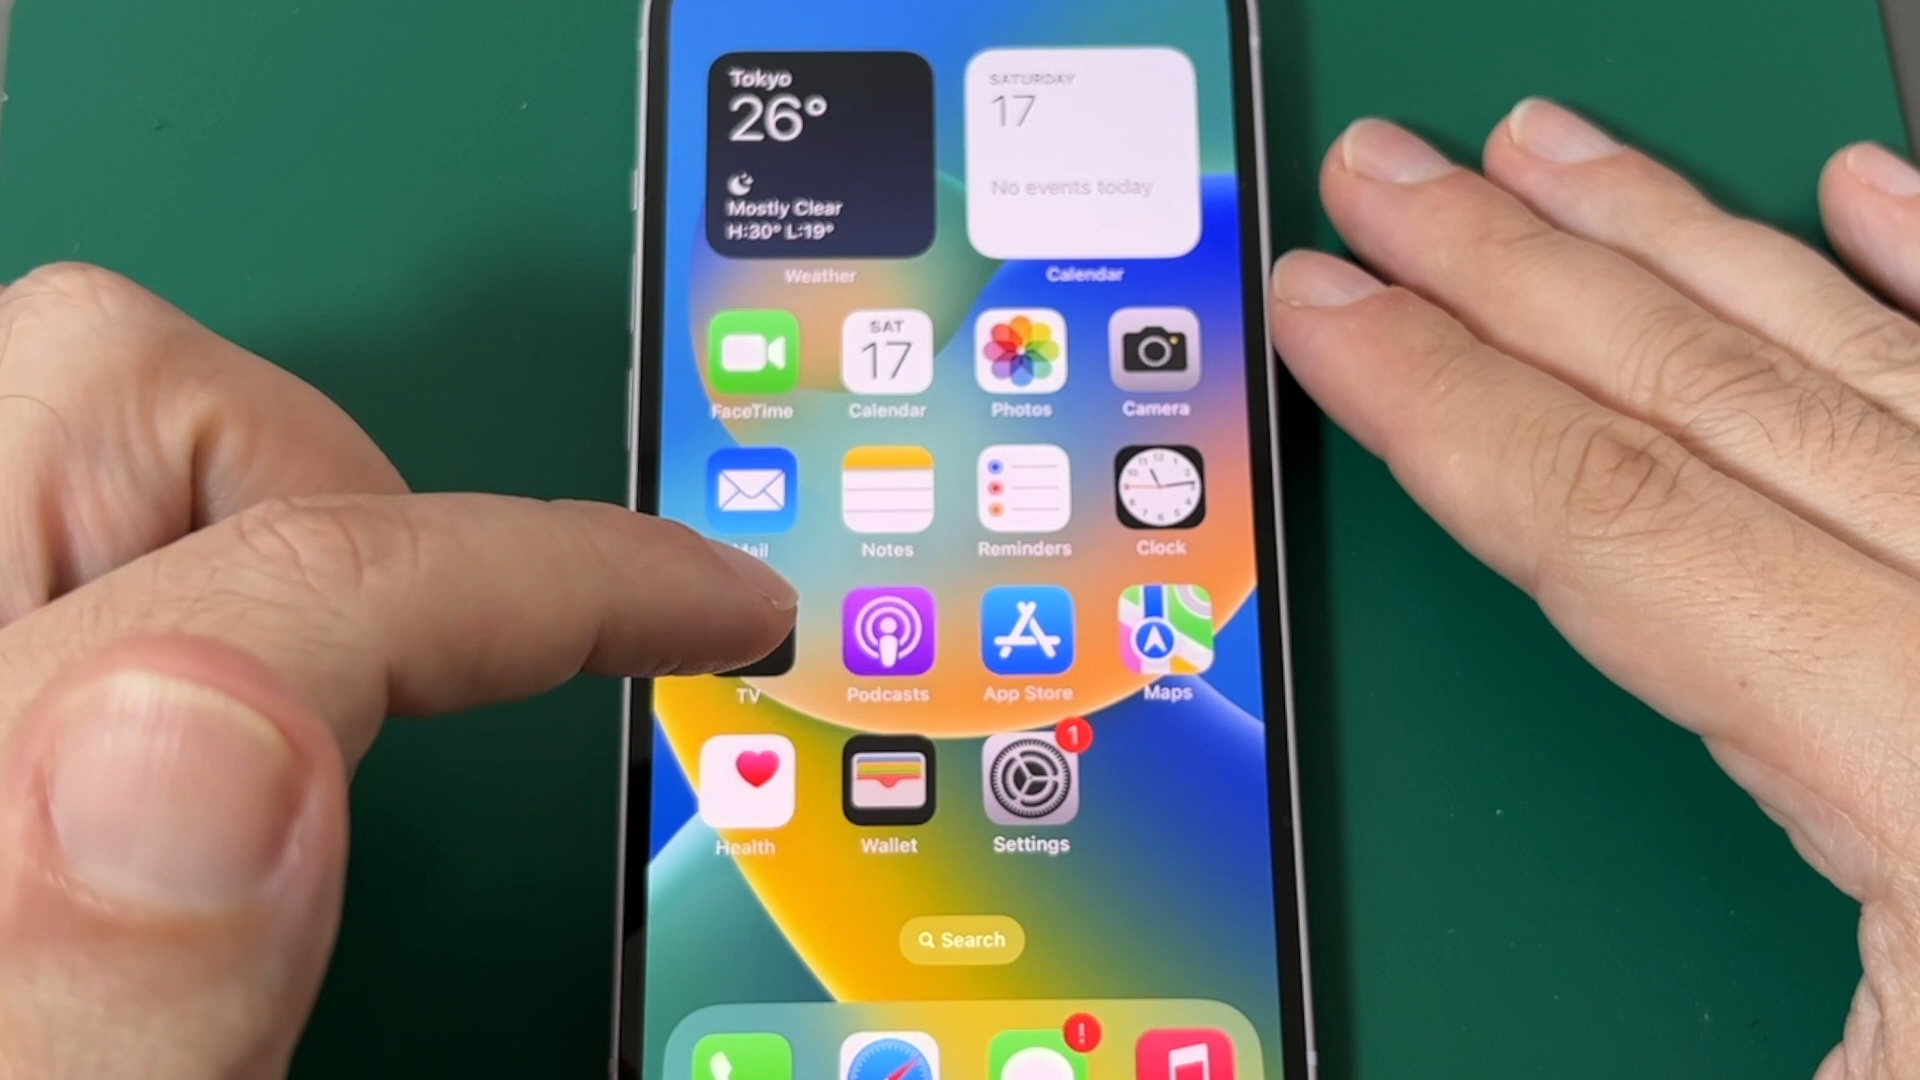 Tokyo
26°
Mostly Clear
H:30° L:19°
Weather
SATURDAY
17
No events today
Calendar
FaceTime
SAT
17
Calendar
Photos
Camera
Mail
Notes
Reminders
Clock
TV
Podcasts
App Store
Maps
Health
Wallet
1
Settings
Search
!